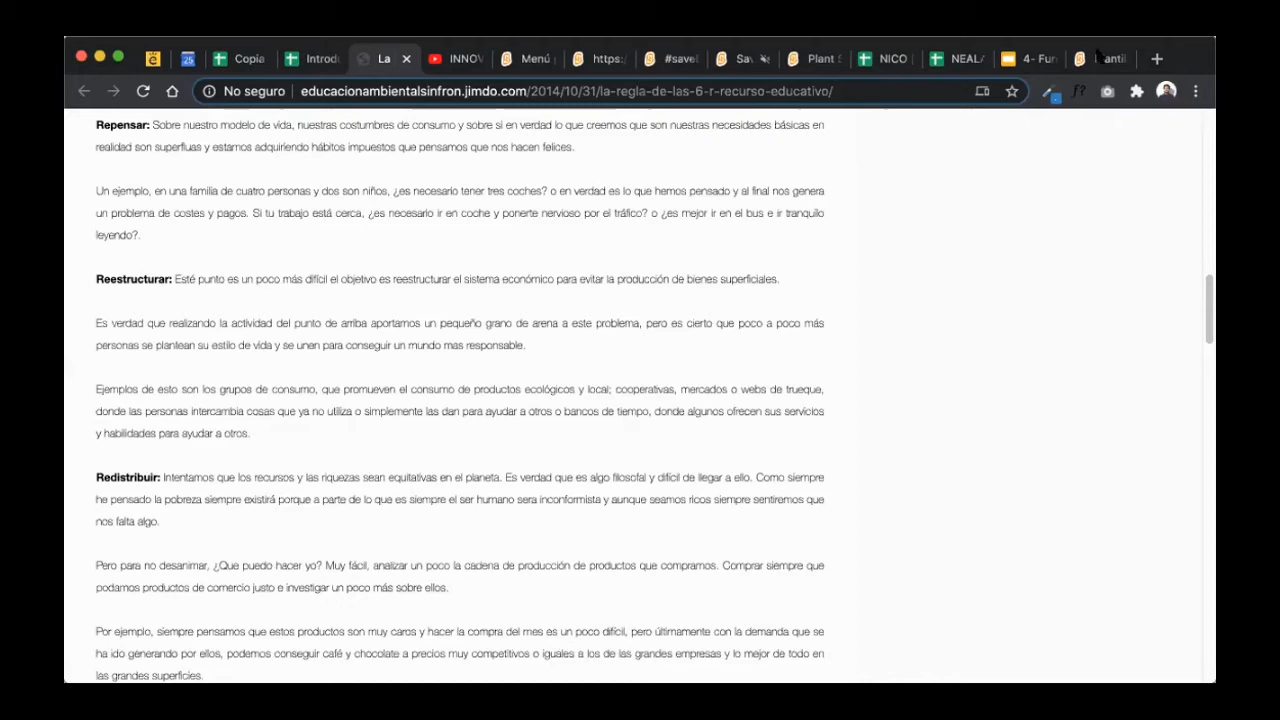 Copia
Introdu
La
INNOV
Menú
https:/
#savel
Sav
Plant S
NICO
NEAL/
4- Fun
lantill
No seguro
educacionambientalsinfron.jimdo.com/2014/10/31/la-regla-de-las-6-r-recurso-educativo/
Repensar: Sobre nuestro modelo de vida, nuestras costumbres de consumo y sobre si en verdad lo que creemos que son nuestras necesidades básicas en
realidad son superfluas y estamos adquiriendo hábitos impuestos que pensamos que nos hacen felices.
Un ejemplo, en una familia de cuatro personas y dos son niños, ¿es necesario tener tres coches? o en verdad es lo que hemos pensado y al final nos genera
un problema de costes y pagos. Si tu trabajo está cerca, ¿es necesario ir en coche y ponerte nervioso por el tráfico? o ¿es mejor ir en el bus e ir tranquilo
leyendo?.
Reestructurar: Esté punto es un poco más difícil el objetivo es reestructurar el sistema económico para evitar la producción de bienes superficiales.
Es verdad que realizando la actividad del punto de arriba aportamos un pequeño grano de arena a este problema, pero es cierto que poco a poco más
personas se plantean su estilo de vida y se unen para conseguir un mundo mas responsable.
Ejemplos de esto son los grupos de consumo, que promueven el consumo de productos ecológicos y local; cooperativas, mercados o webs de trueque,
donde las personas intercambia cosas que ya no utiliza o simplemente las dan para ayudar a otros o bancos de tiempo, donde algunos ofrecen sus servicios
y habilidades para ayudar a otros.
Redistribuir: Intentamos que los recursos y las riquezas sean equitativas en el planeta. Es verdad que es algo filosofal y difícil de llegar a ello. Como siempre
he pensado la pobreza siempre existirá porque a parte de lo que es siempre el ser humano sera inconformista y aunque seamos ricos siempre sentiremos que
nos falta algo.
Pero para no desanimar, ¿Que puedo hacer yo? Muy fácil, analizar un poco la cadena de producción de productos que compramos. Comprar siempre que
podamos productos de comercio justo e investigar un poco más sobre ellos.
Por ejemplo, siempre pensamos que estos productos son muy caros y hacer la compra del mes es un poco difícil, pero últimamente con la demanda que se
ha ido generando por ellos, podemos conseguir café y chocolate a precios muy competitivos o iguales a los de las grandes empresas y lo mejor de todo en
las grandes superficies.